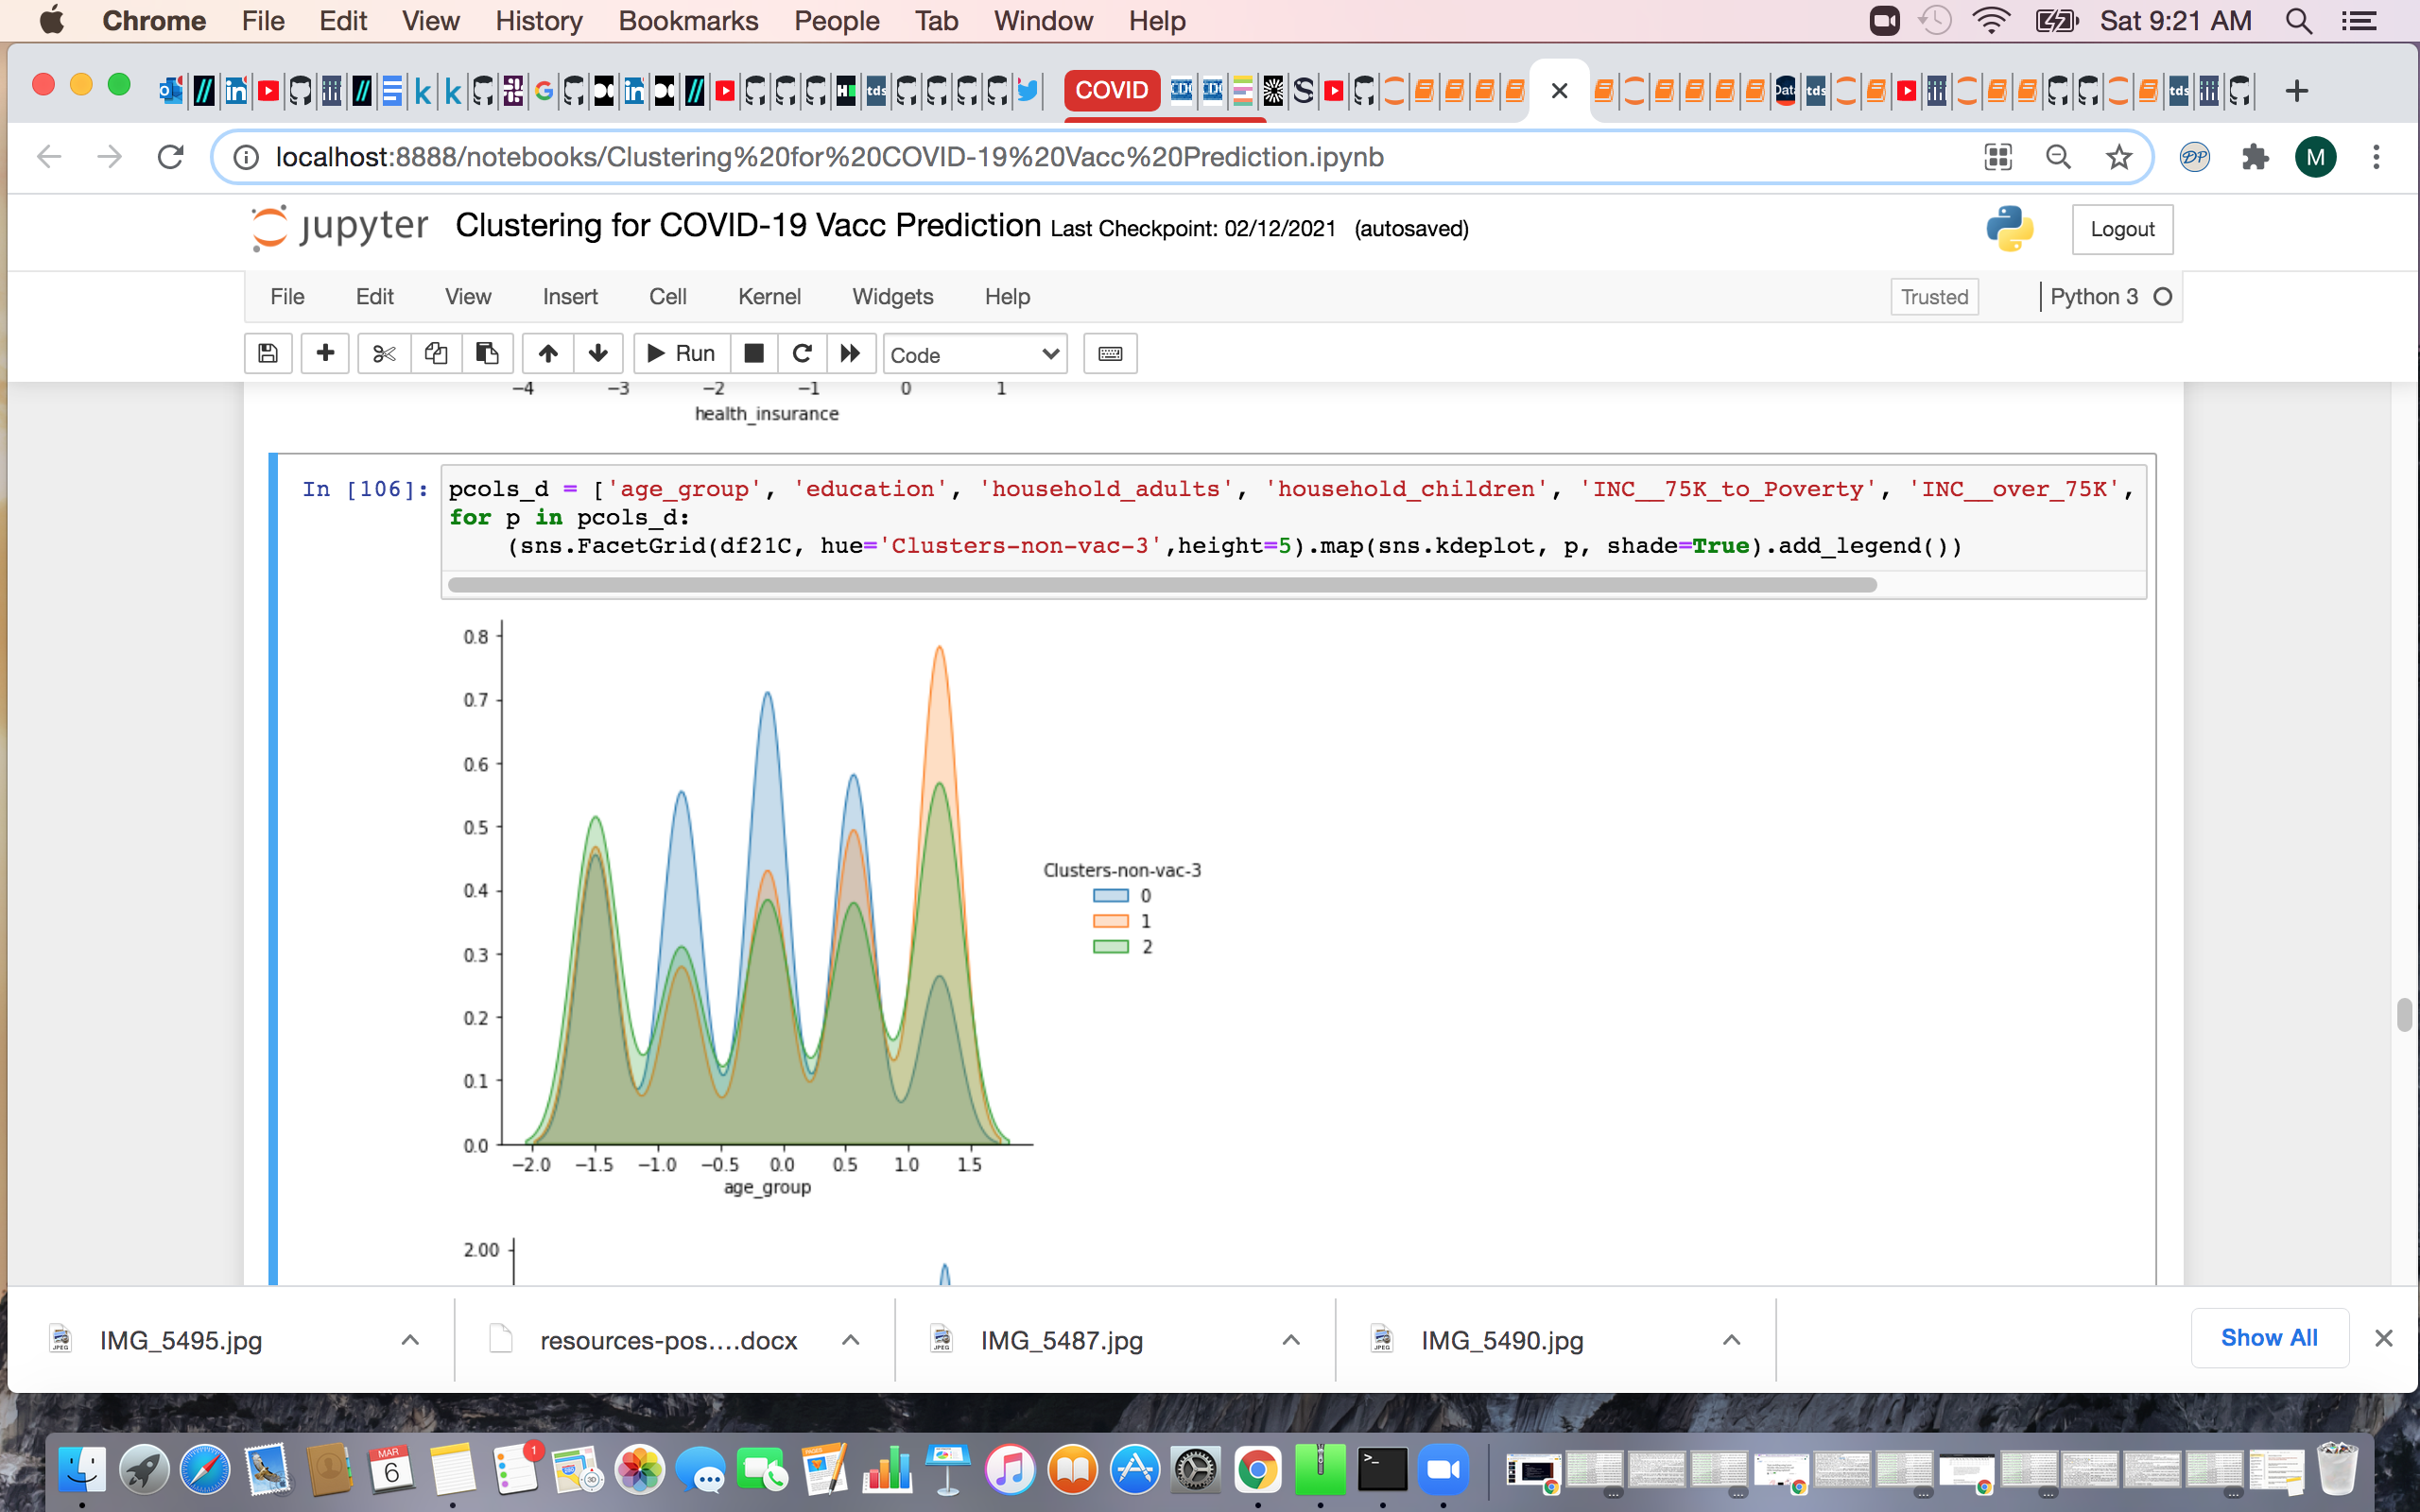 Chrome File Edit View History Bookmarks People Tab Window Help Sat 9:21 AM
COVID
localhost:8888/notebooks/Clustering%20for%20COVID-19%20Vacc%20Prediction.ipynb DP M
jupyter Clustering for COVID-19 Vacc Prediction Last Checkpoint: 02/12/2021 (autosaved) Logout
File Edit View Insert Cell Kernel Widgets Help Trusted Python 3
Run Code
−4 −3 −2 −1 0 1
health_insurance
In [106]: pcols_d = ['age_group', 'education', 'household_adults', 'household_children', 'INC__75K_to_Poverty', 'INC__over_75K',
for p in pcols_d:
(sns.FacetGrid(df21C, hue='Clusters-non-vac-3',height=5).map(sns.kdeplot, p, shade=True).add_legend())
0.8
0.7
0.6
0.5
0.4
0.3
0.2
0.1
0.0
Clusters-non-vac-3
0
1
2
−2.0 −1.5 −1.0 −0.5 0.0 0.5 1.0 1.5
age_group
2.00
IMG_5495.jpg resources-pos....docx IMG_5487.jpg IMG_5490.jpg Show All
MAR
6
1